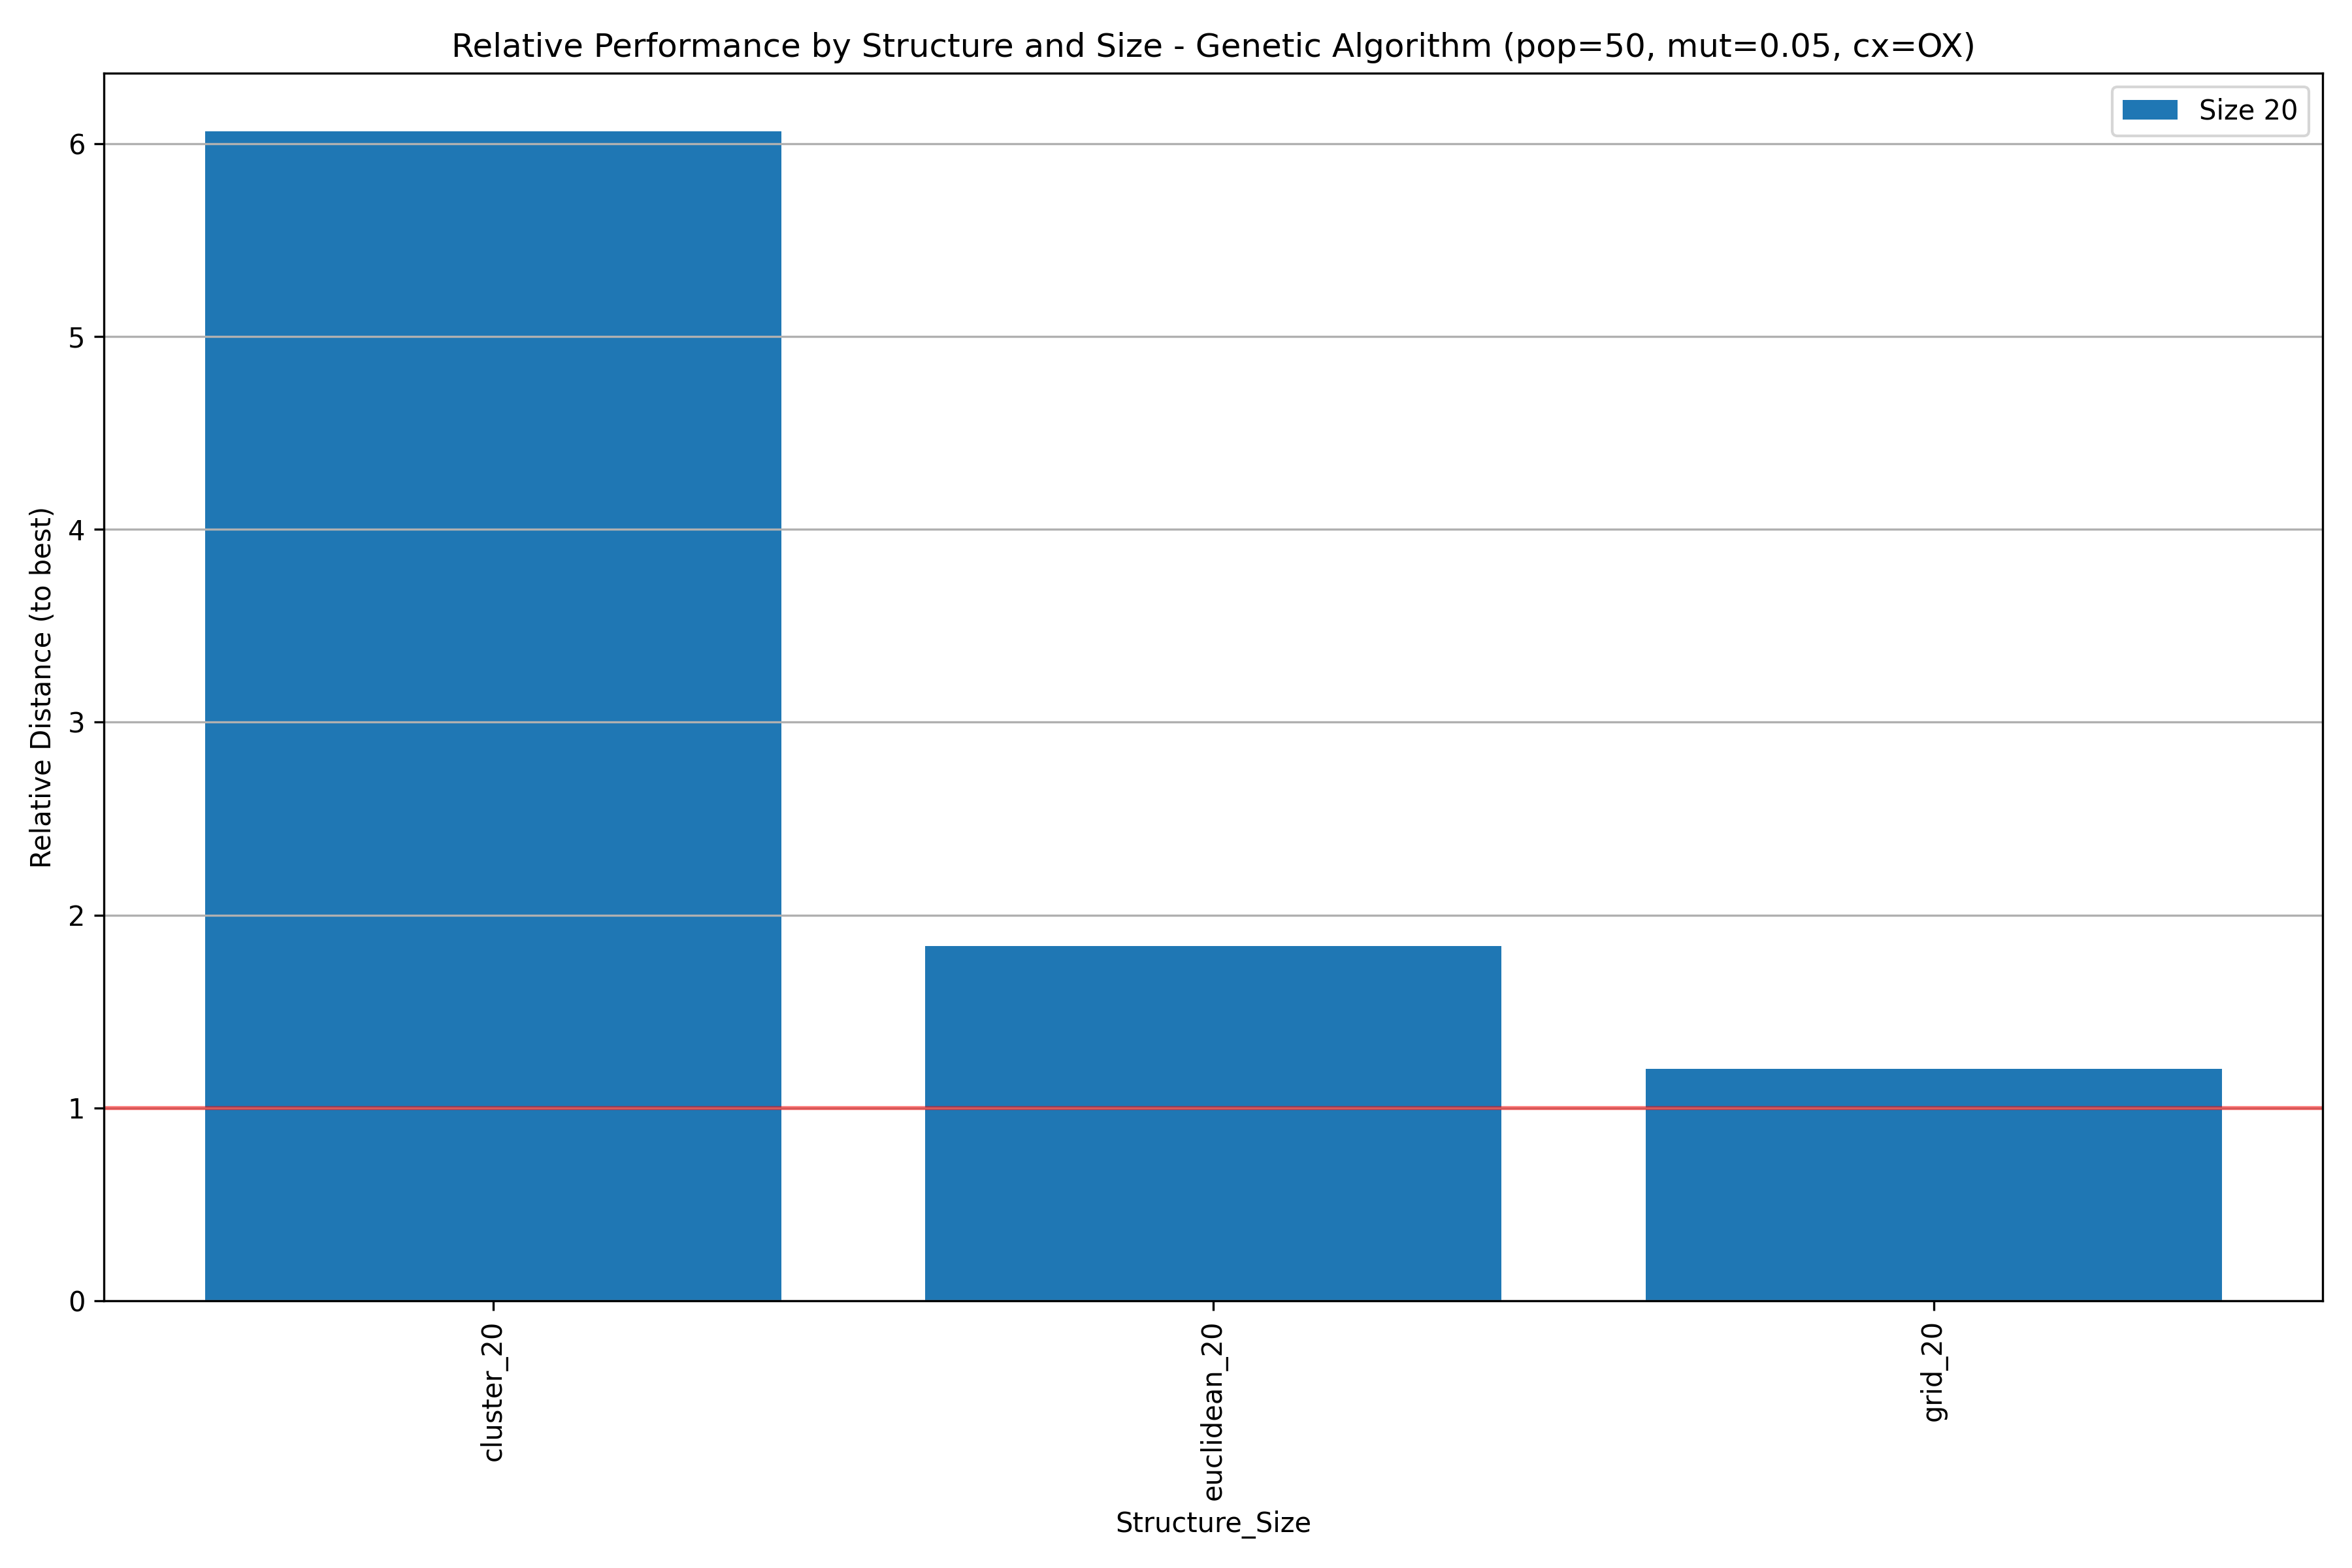 Relative Performance by Structure and Size - Genetic Algorithm (pop=50, mut=0.05, cx=OX)
Size 20
6
5
4
3
2
1
0
Relative Distance (to best)
cluster_20
euclidean_20
grid_20
Structure_Size